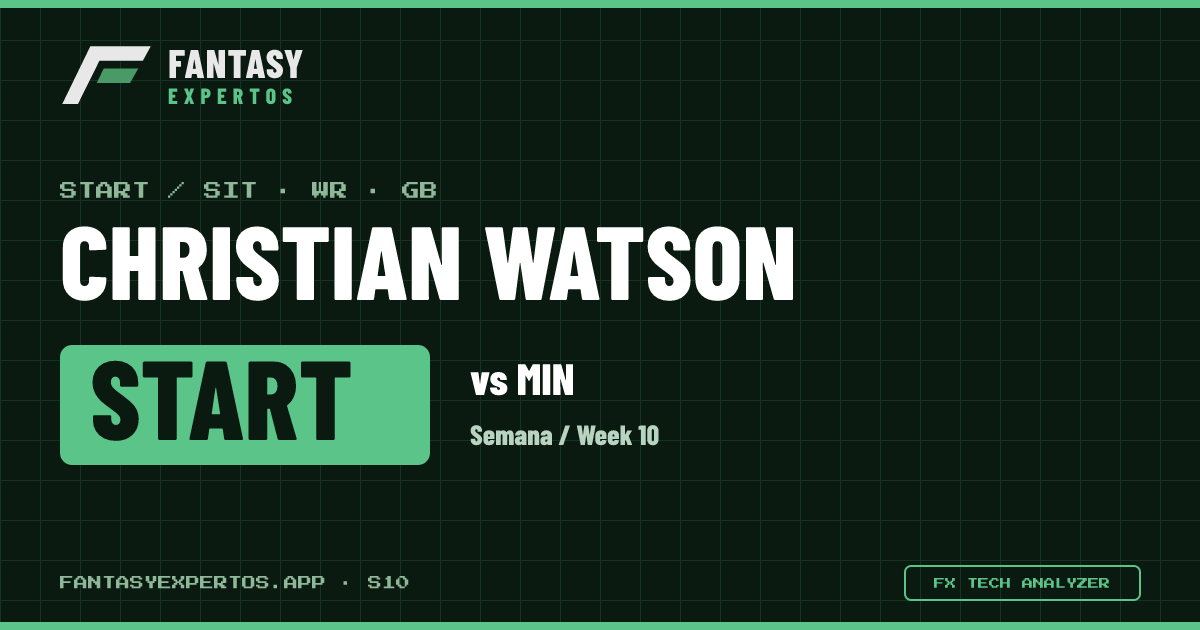 FANTASY
EXPERTOS
START / SIT · WR · GB
CHRISTIAN WATSON
START
vs MIN
Semana / Week 10
FANTASYEXPERTOS.APP · S10
FX TECH ANALYZER